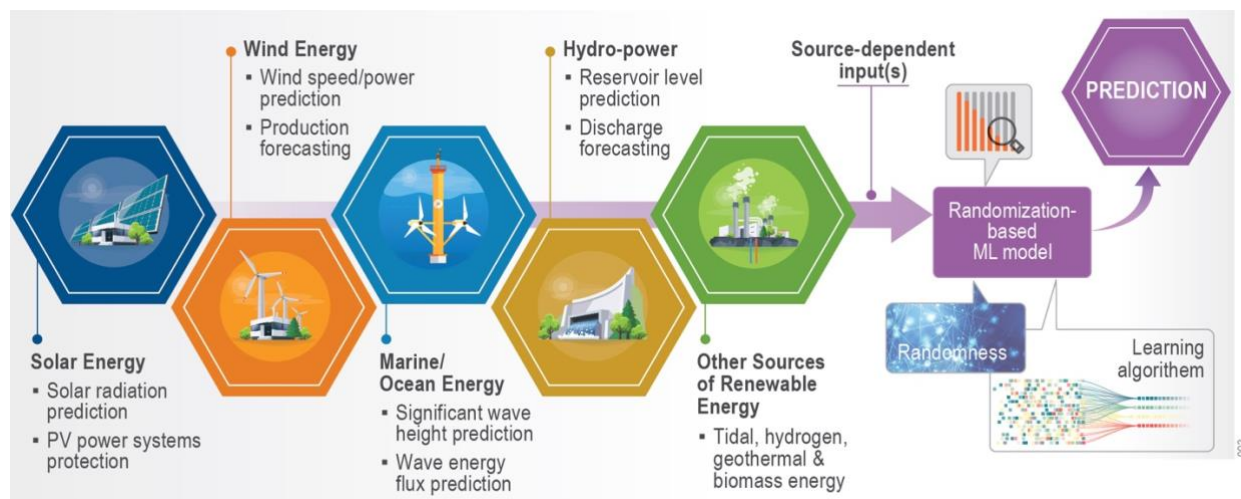 Wind Energy
▪ Wind speed/power
prediction
▪ Production
forecasting
Hydro-power
▪ Reservoir level
prediction
▪ Discharge
forecasting
Source-dependent
input(s)
PREDICTION
Randomization-
based
ML model
Solar Energy
▪ Solar radiation
prediction
▪ PV power systems
protection
Marine/
Ocean Energy
▪ Significant wave
height prediction
▪ Wave energy
flux prediction
Other Sources
of Renewable
Energy
▪ Tidal, hydrogen,
geothermal &
biomass energy
Randomness
Learning
algorithem